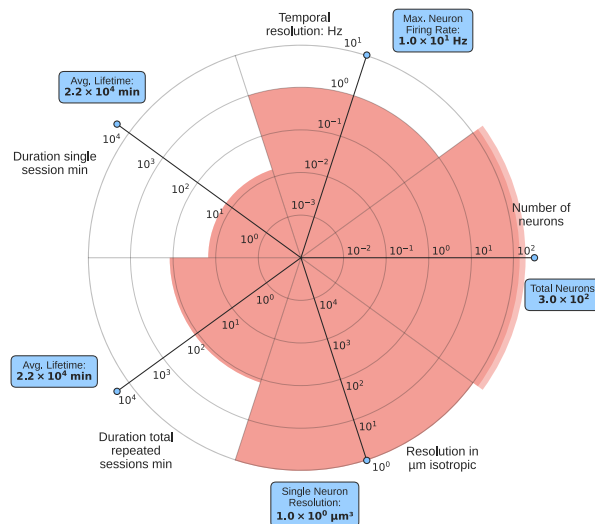 Temporal
resolution: Hz
Max. Neuron
Firing Rate:
1.0 × 10¹ Hz
10¹
10⁰
10⁻¹
10⁻²
10⁻³
Avg. Lifetime:
2.2 × 10⁴ min
Duration single
session min
10⁴
10³
10²
10¹
10⁰
Number of
neurons
10⁻²
10⁻¹
10⁰
10¹
10²
Total Neurons:
3.0 × 10²
Avg. Lifetime:
2.2 × 10⁴ min
10⁰
10¹
10²
10³
10⁴
Duration total
repeated
sessions min
10⁴
10³
10²
10¹
10⁰
Resolution in
µm isotropic
Single Neuron
Resolution:
1.0 × 10⁰ µm³